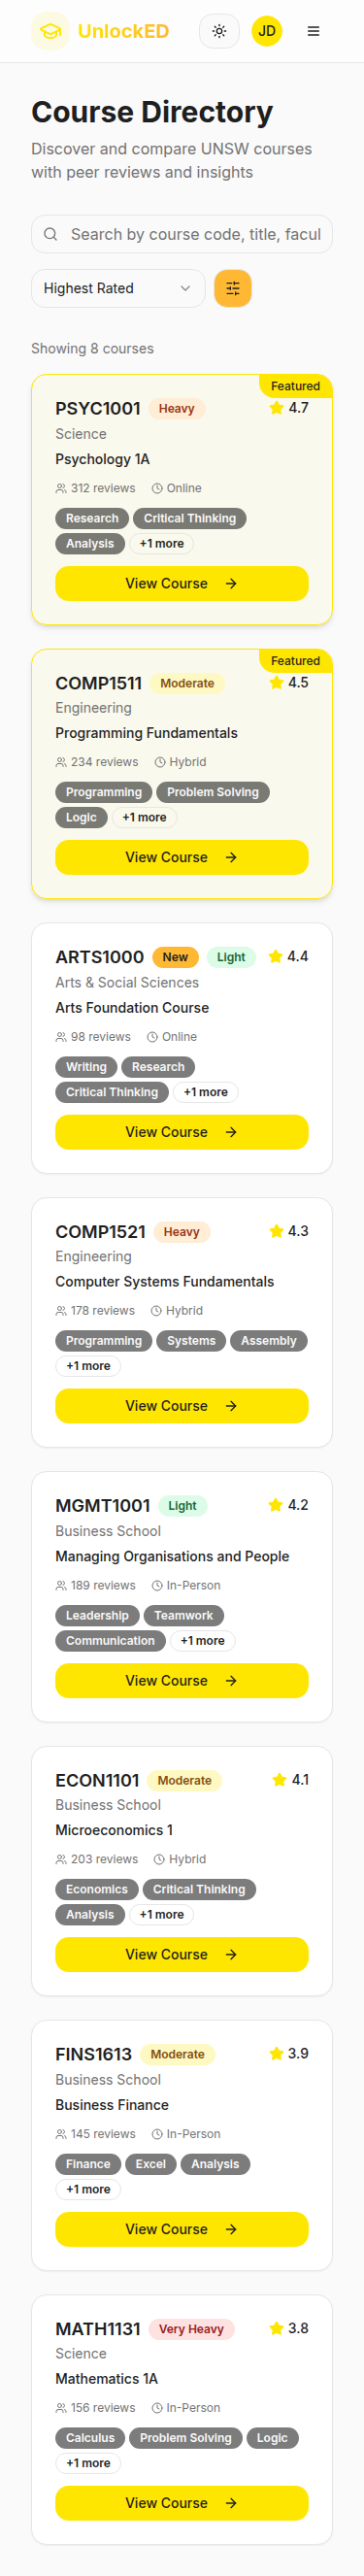 UnlockED
JD
Course Directory
Discover and compare UNSW courses
with peer reviews and insights
Search by course code, title, facul
Highest Rated
Showing 8 courses
Featured
PSYC1001 Heavy 4.7
Science
Psychology 1A
312 reviews Online
Research Critical Thinking
Analysis +1 more
View Course
Featured
COMP1511 Moderate 4.5
Engineering
Programming Fundamentals
234 reviews Hybrid
Programming Problem Solving
Logic +1 more
View Course
ARTS1000 New Light 4.4
Arts & Social Sciences
Arts Foundation Course
98 reviews Online
Writing Research
Critical Thinking +1 more
View Course
COMP1521 Heavy 4.3
Engineering
Computer Systems Fundamentals
178 reviews Hybrid
Programming Systems Assembly
+1 more
View Course
MGMT1001 Light 4.2
Business School
Managing Organisations and People
189 reviews In-Person
Leadership Teamwork
Communication +1 more
View Course
ECON1101 Moderate 4.1
Business School
Microeconomics 1
203 reviews Hybrid
Economics Critical Thinking
Analysis +1 more
View Course
FINS1613 Moderate 3.9
Business School
Business Finance
145 reviews In-Person
Finance Excel Analysis
+1 more
View Course
MATH1131 Very Heavy 3.8
Science
Mathematics 1A
156 reviews In-Person
Calculus Problem Solving Logic
+1 more
View Course